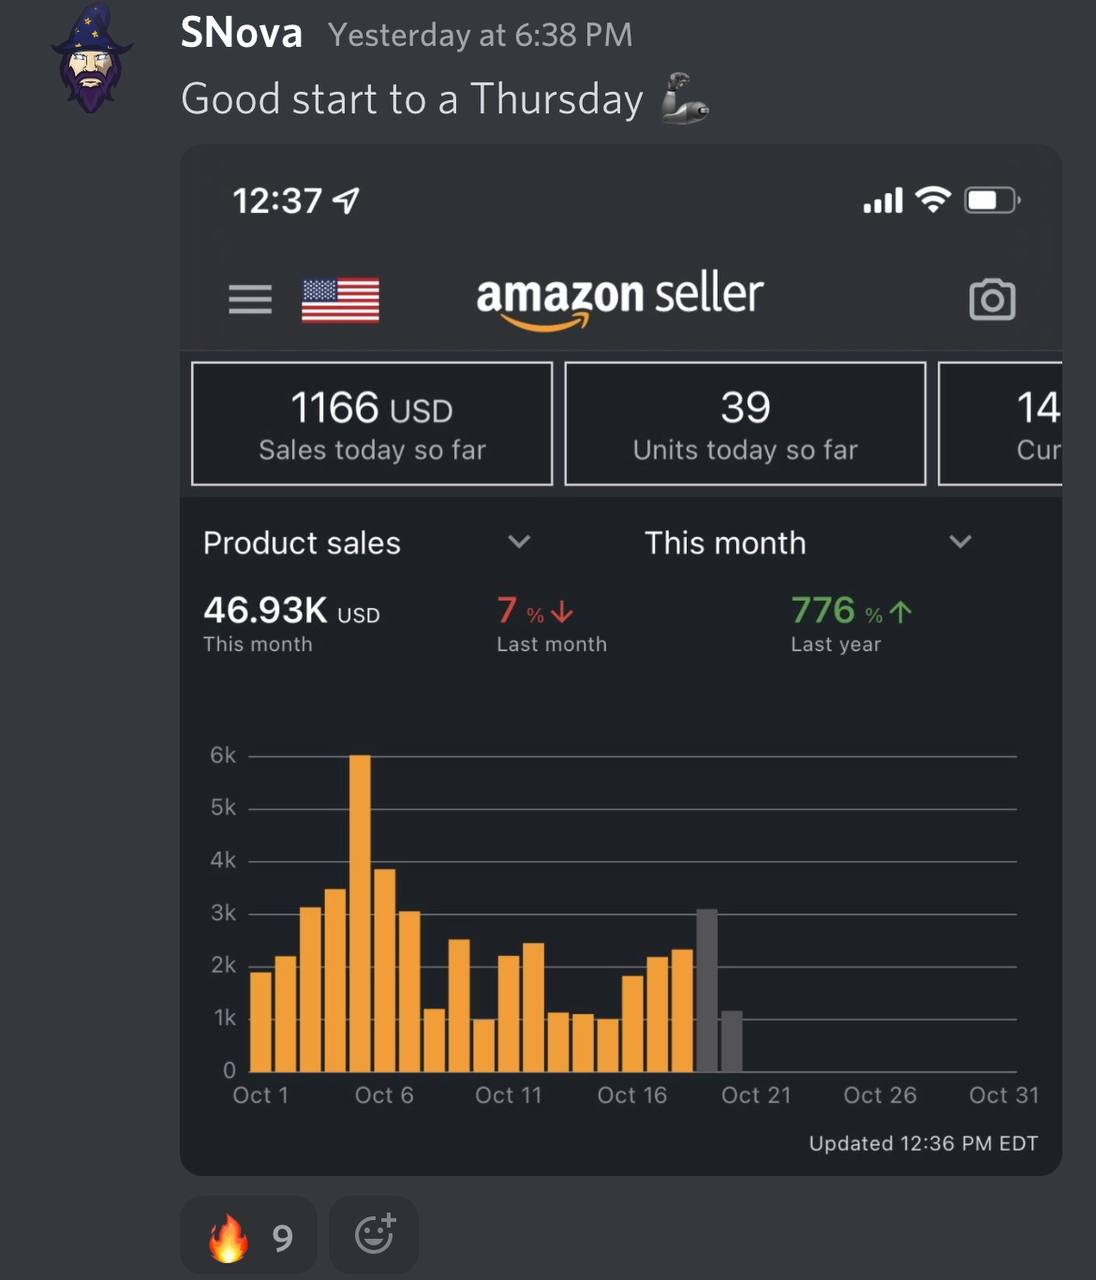 SNova Yesterday at 6:38 PM
Good start to a Thursday
12:37
amazon seller
1166 USD 39 14
Sales today so far Units today so far Cur
Product sales This month
46.93K USD 7 % 776 %
This month Last month Last year
6k
5k
4k
3k
2k
1k
0
Oct 1 Oct 6 Oct 11 Oct 16 Oct 21 Oct 26 Oct 31
Updated 12:36 PM EDT
9